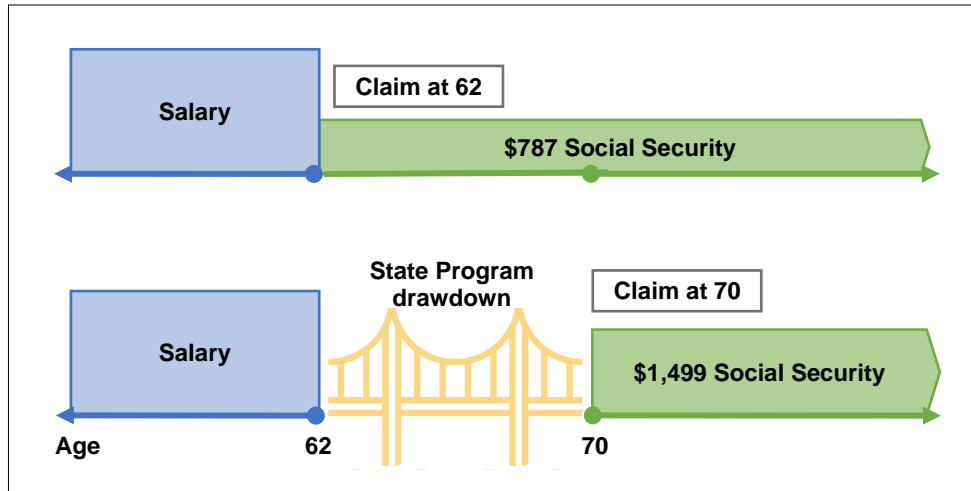 Salary
Claim at 62
$787 Social Security
State Program
drawdown
Claim at 70
Salary
$1,499 Social Security
Age
62
70